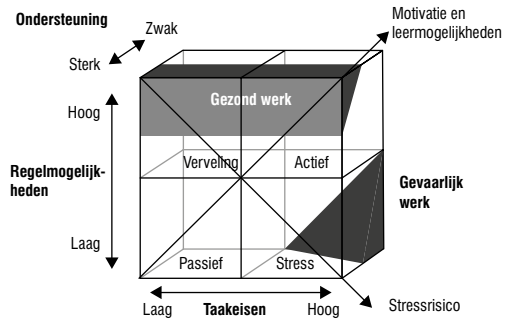 Ondersteuning
Zwak
Sterk
Motivatie en
leermogelijkheden
Hoog
Gezond werk
Regelmogelijk-
heden
Verveling
Actief
Gevaarlijk
werk
Laag
Passief
Stress
Laag
Taakeisen
Hoog
Stressrisico